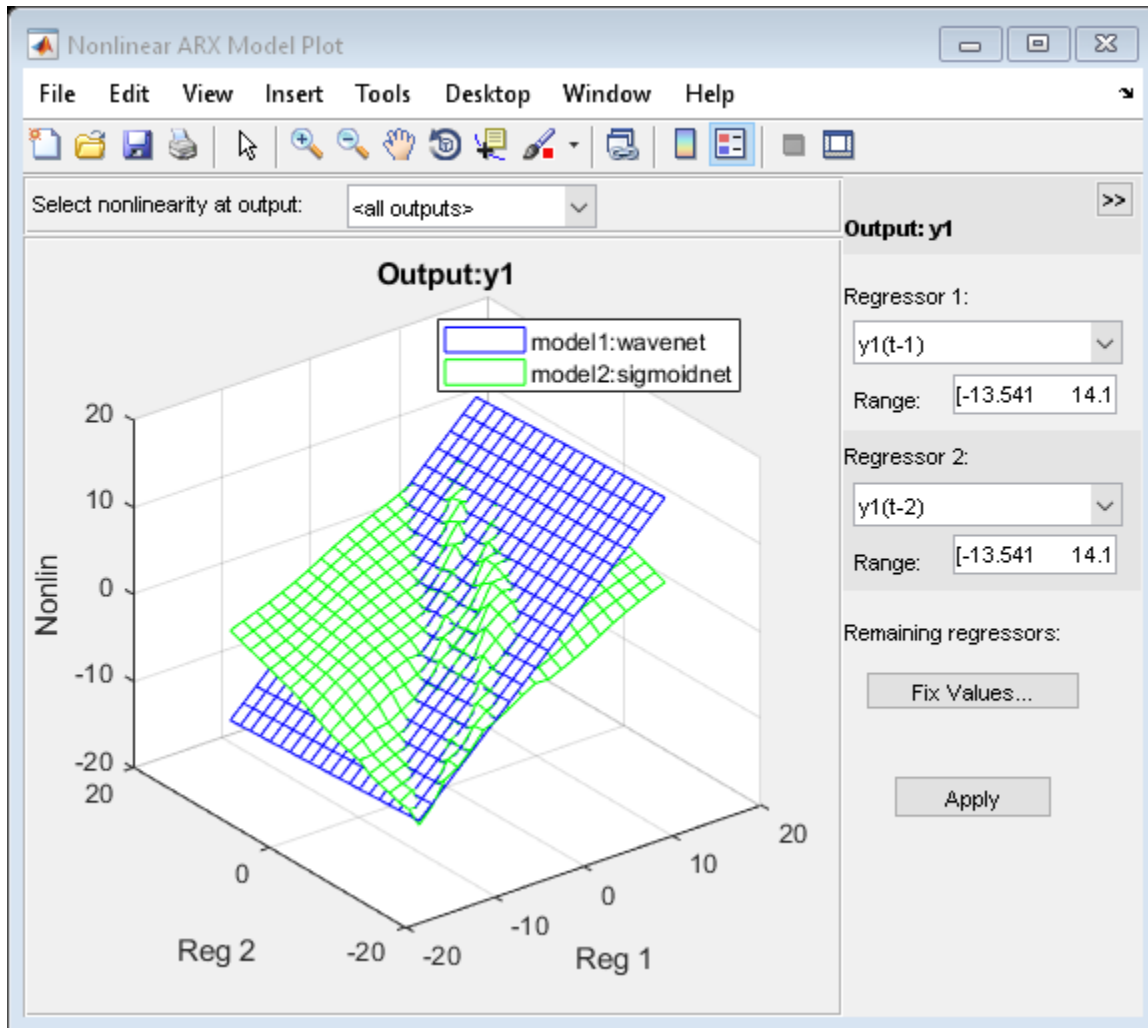 Nonlinear ARX Model Plot
File Edit View Insert Tools Desktop Window Help
Select nonlinearity at output: <all outputs>
>>
Output: y1
Output:y1
model1:wavenet
model2:sigmoidnet
20
10
0
-10
-20
Nonlin
20
0
-20
Reg 2
-20
-10
0
10
20
Reg 1
Regressor 1:
y1(t-1)
Range: [-13.541 14.1
Regressor 2:
y1(t-2)
Range: [-13.541 14.1
Remaining regressors:
Fix Values...
Apply